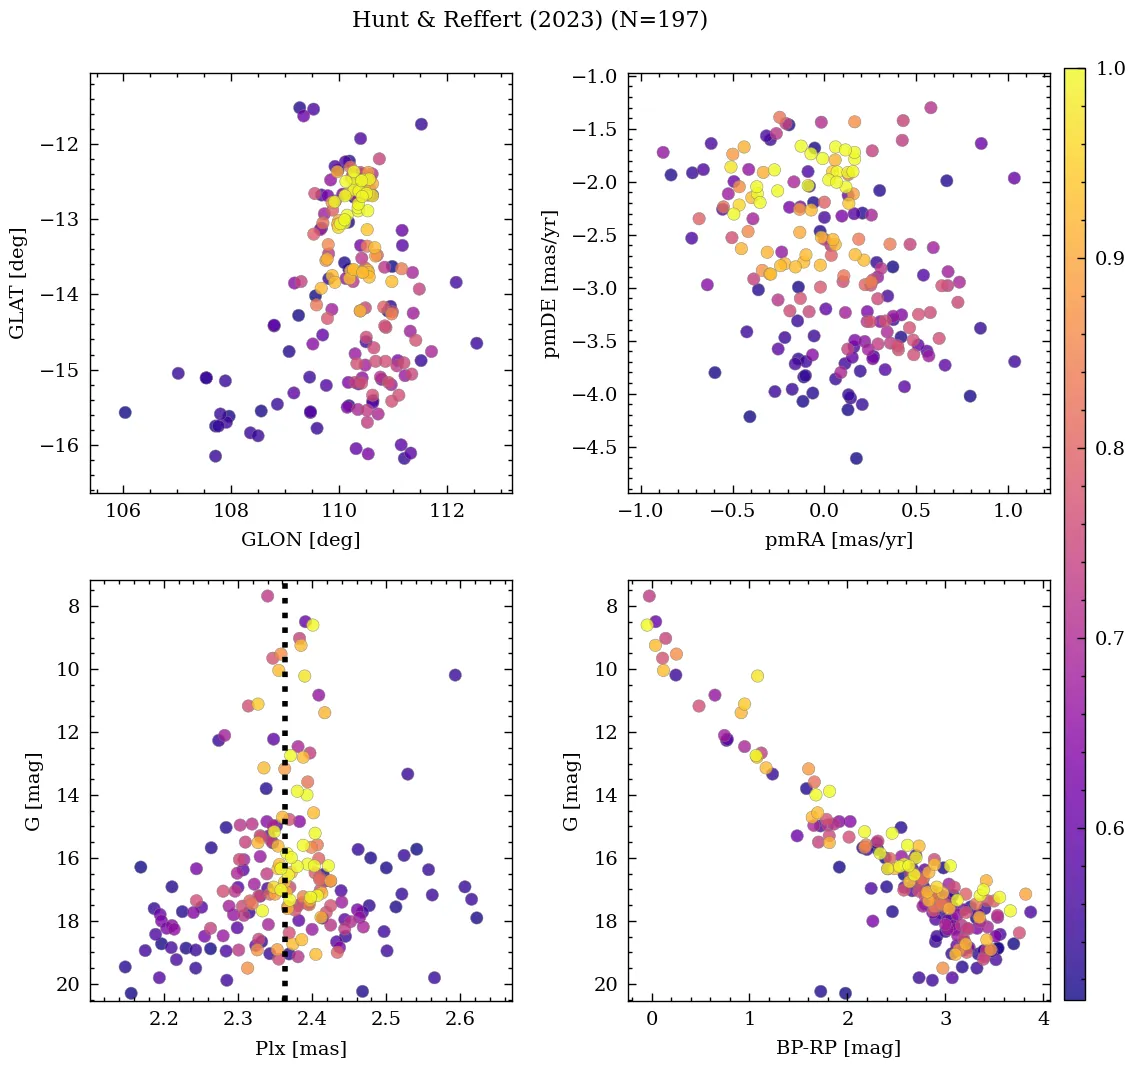 Hunt & Reffert (2023) (N=197)
−12
−13
−14
−15
−16
GLAT [deg]
106 108 110 112
GLON [deg]
−1.0
−1.5
−2.0
−2.5
−3.0
−3.5
−4.0
−4.5
pmDE [mas/yr]
−1.0 −0.5 0.0 0.5 1.0
pmRA [mas/yr]
1.0
0.9
0.8
0.7
0.6
8
10
12
14
16
18
20
G [mag]
2.2 2.3 2.4 2.5 2.6
Plx [mas]
8
10
12
14
16
18
20
G [mag]
0 1 2 3 4
BP-RP [mag]